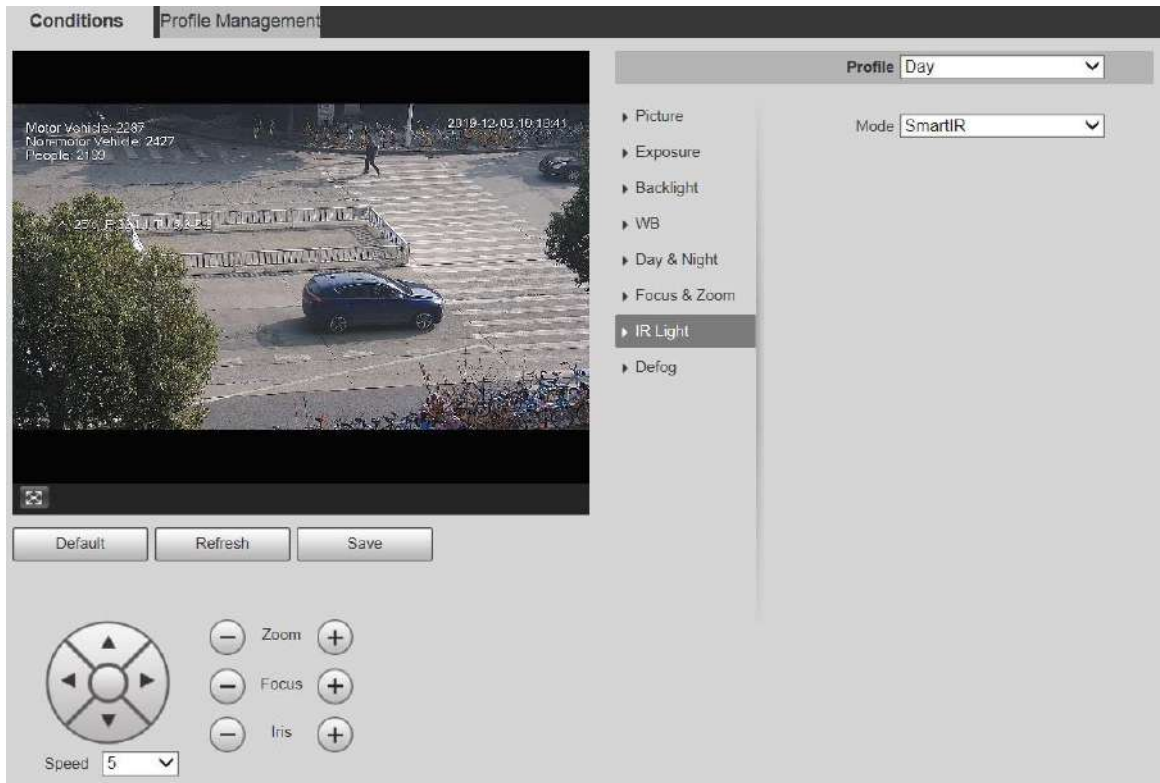 Conditions
Profile Management
Motor Vehicle: 2287
Non-motor Vehicle: 2427
People: 2199
2019-12-03 10:18:41
Profile Day
Mode SmartIR
Picture
Exposure
Backlight
WB
Day & Night
Focus & Zoom
IR Light
Defog
Default
Refresh
Save
Zoom
Focus
Iris
Speed 5